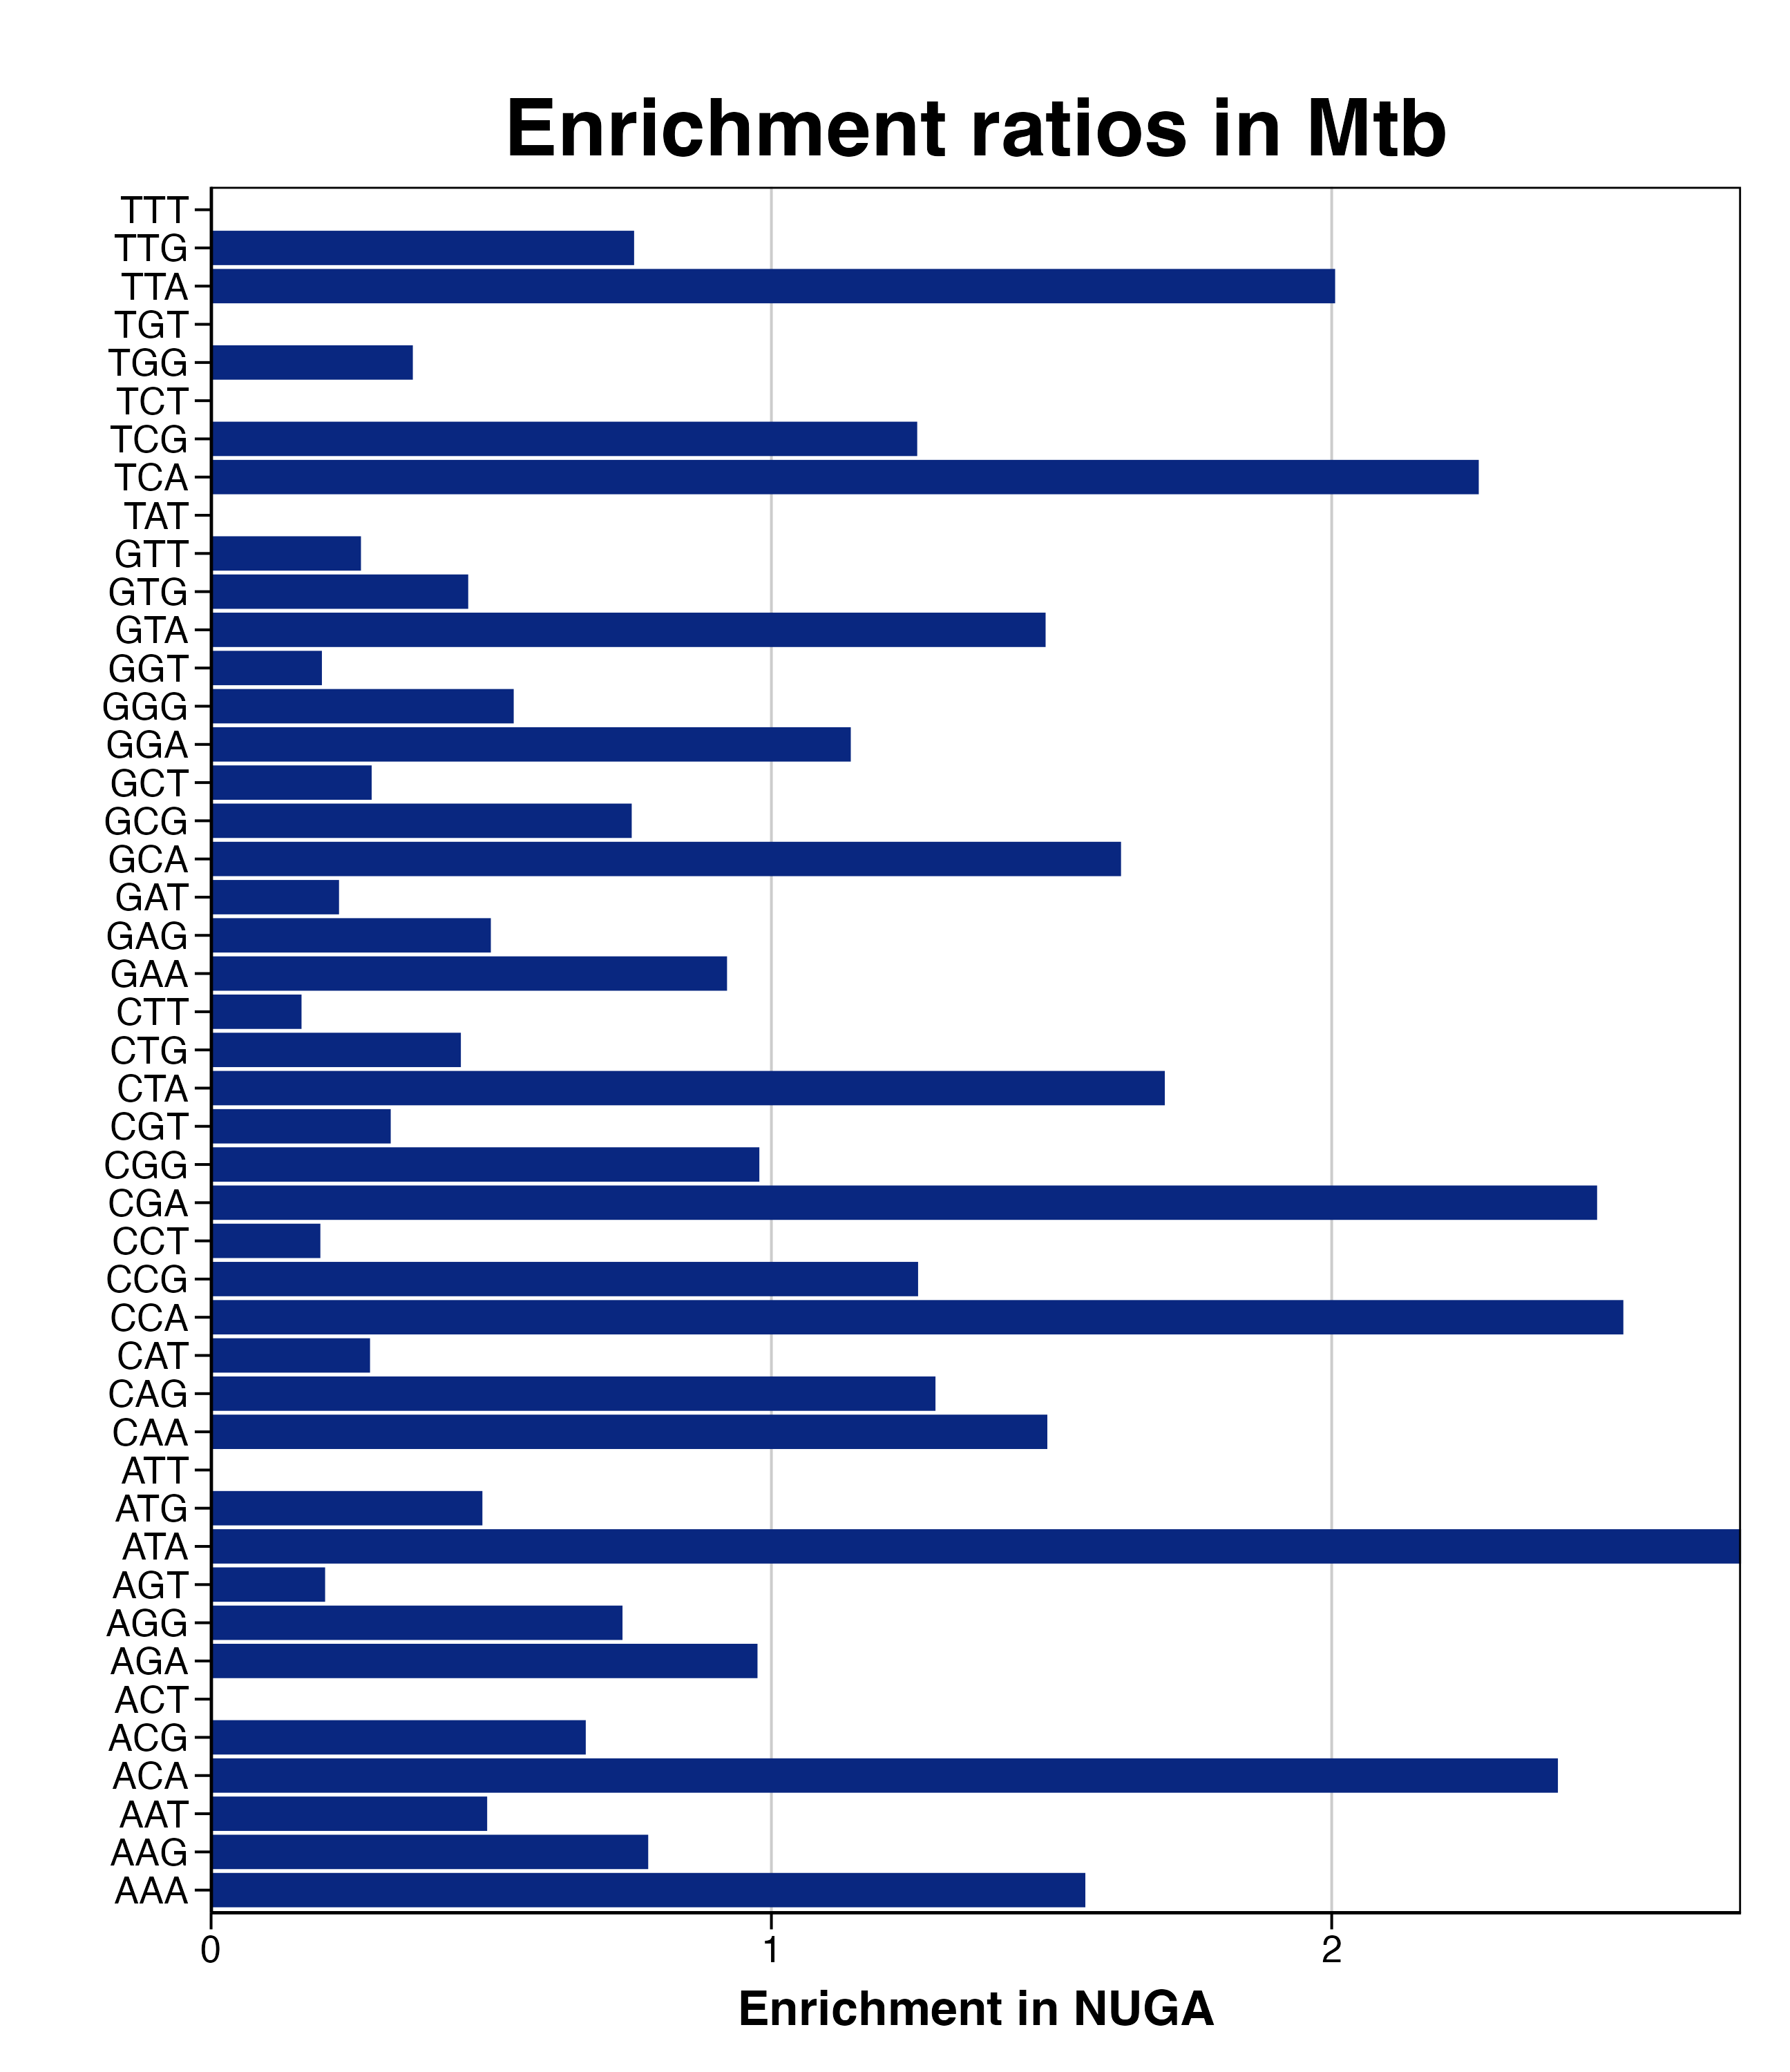 Enrichment ratios in Mtb
TTT
TTG
TTA
TGT
TGG
TCT
TCG
TCA
TAT
GTT
GTG
GTA
GGT
GGG
GGA
GCT
GCG
GCA
GAT
GAG
GAA
CTT
CTG
CTA
CGT
CGG
CGA
CCT
CCG
CCA
CAT
CAG
CAA
ATT
ATG
ATA
AGT
AGG
AGA
ACT
ACG
ACA
AAT
AAG
AAA
0 1 2
Enrichment in NUGA